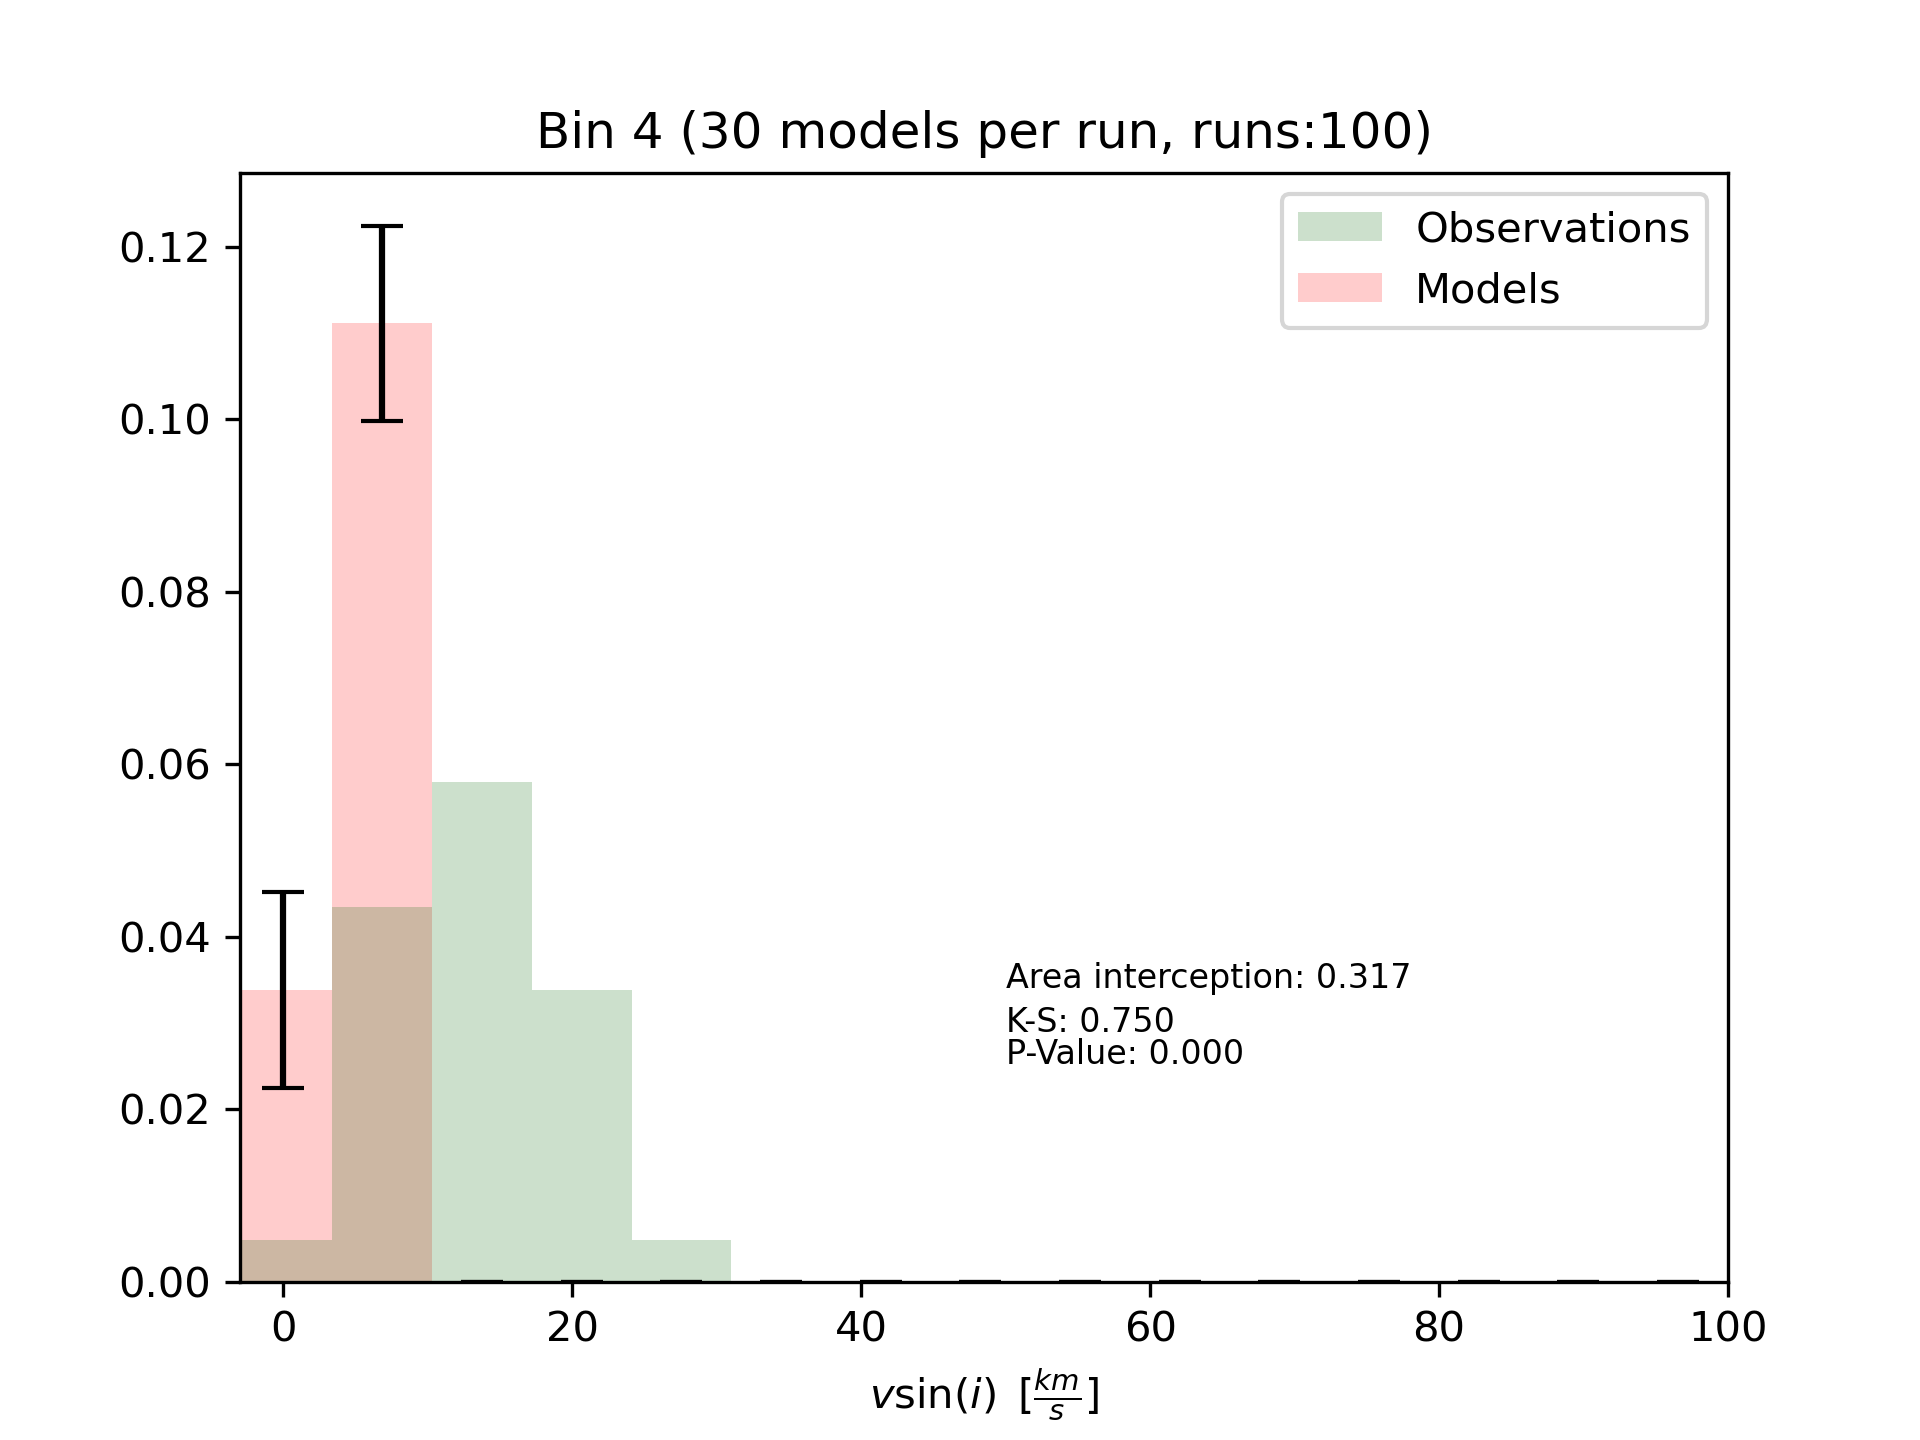 Bin 4 (30 models per run, runs:100)
Observations
Models
0.12
0.10
0.08
0.06
0.04
0.02
0.00
Area interception: 0.317
K-S: 0.750
P-Value: 0.000
0 20 40 60 80 100
vsin(i) [km/s]